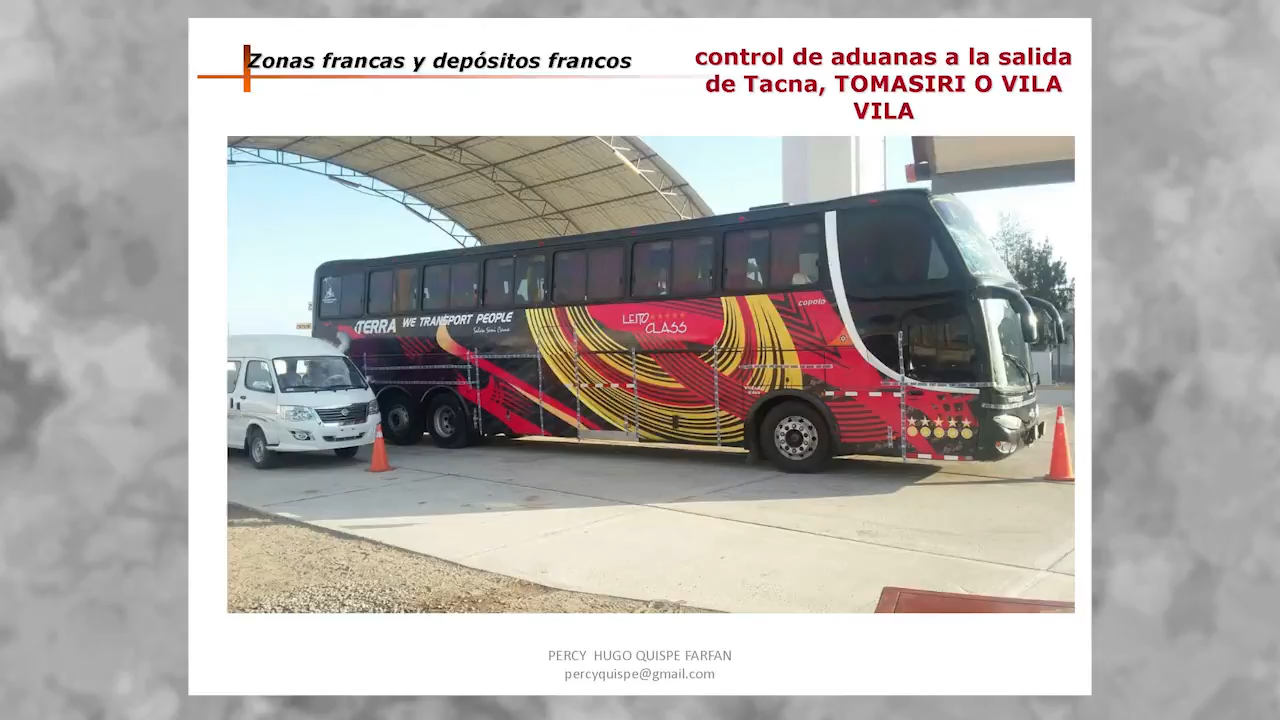 Zonas francas y depósitos francos
control de aduanas a la salida
de Tacna, TOMASIRI O VILA
VILA
TERRA WE TRANSPORT PEOPLE
LEITO
CLASS
copola
PERCY HUGO QUISPE FARFAN
percyquispe@gmail.com